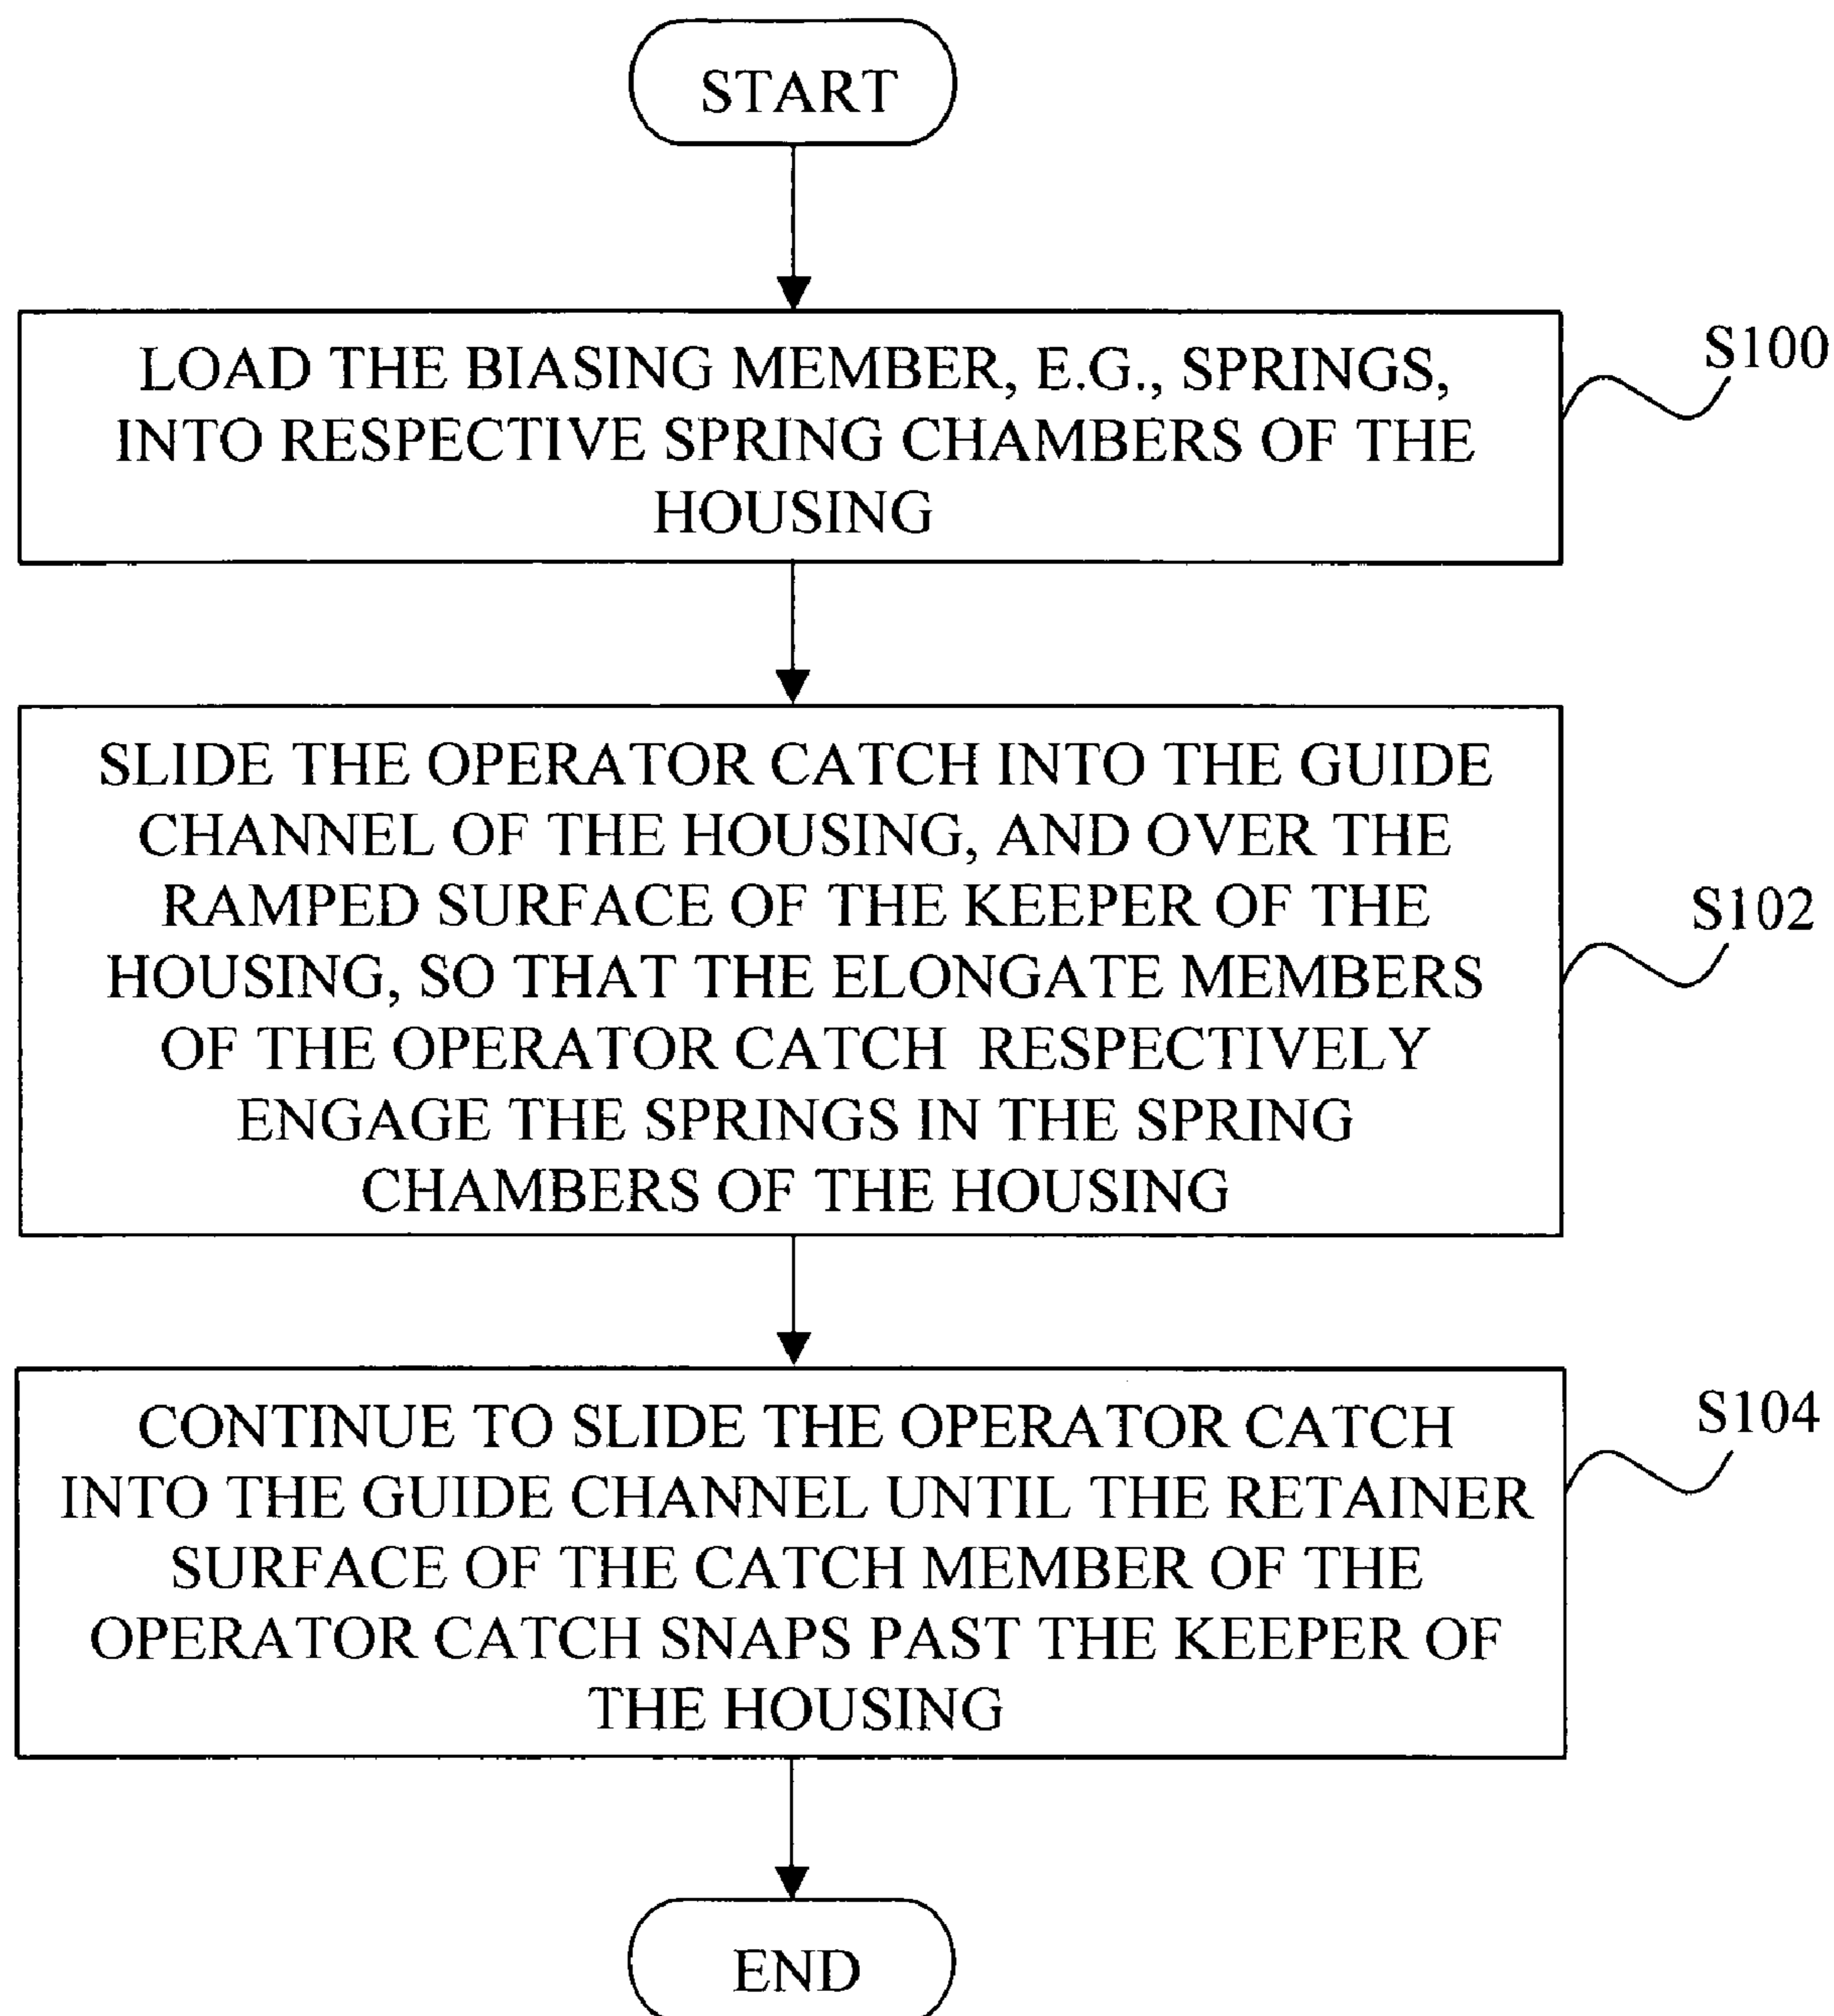 START
LOAD THE BIASING MEMBER, E.G., SPRINGS,
INTO RESPECTIVE SPRING CHAMBERS OF THE
HOUSING
S100
SLIDE THE OPERATOR CATCH INTO THE GUIDE
CHANNEL OF THE HOUSING, AND OVER THE
RAMPED SURFACE OF THE KEEPER OF THE
HOUSING, SO THAT THE ELONGATE MEMBERS
OF THE OPERATOR CATCH RESPECTIVELY
ENGAGE THE SPRINGS IN THE SPRING
CHAMBERS OF THE HOUSING
S102
CONTINUE TO SLIDE THE OPERATOR CATCH
INTO THE GUIDE CHANNEL UNTIL THE RETAINER
SURFACE OF THE CATCH MEMBER OF THE
OPERATOR CATCH SNAPS PAST THE KEEPER OF
THE HOUSING
S104
END